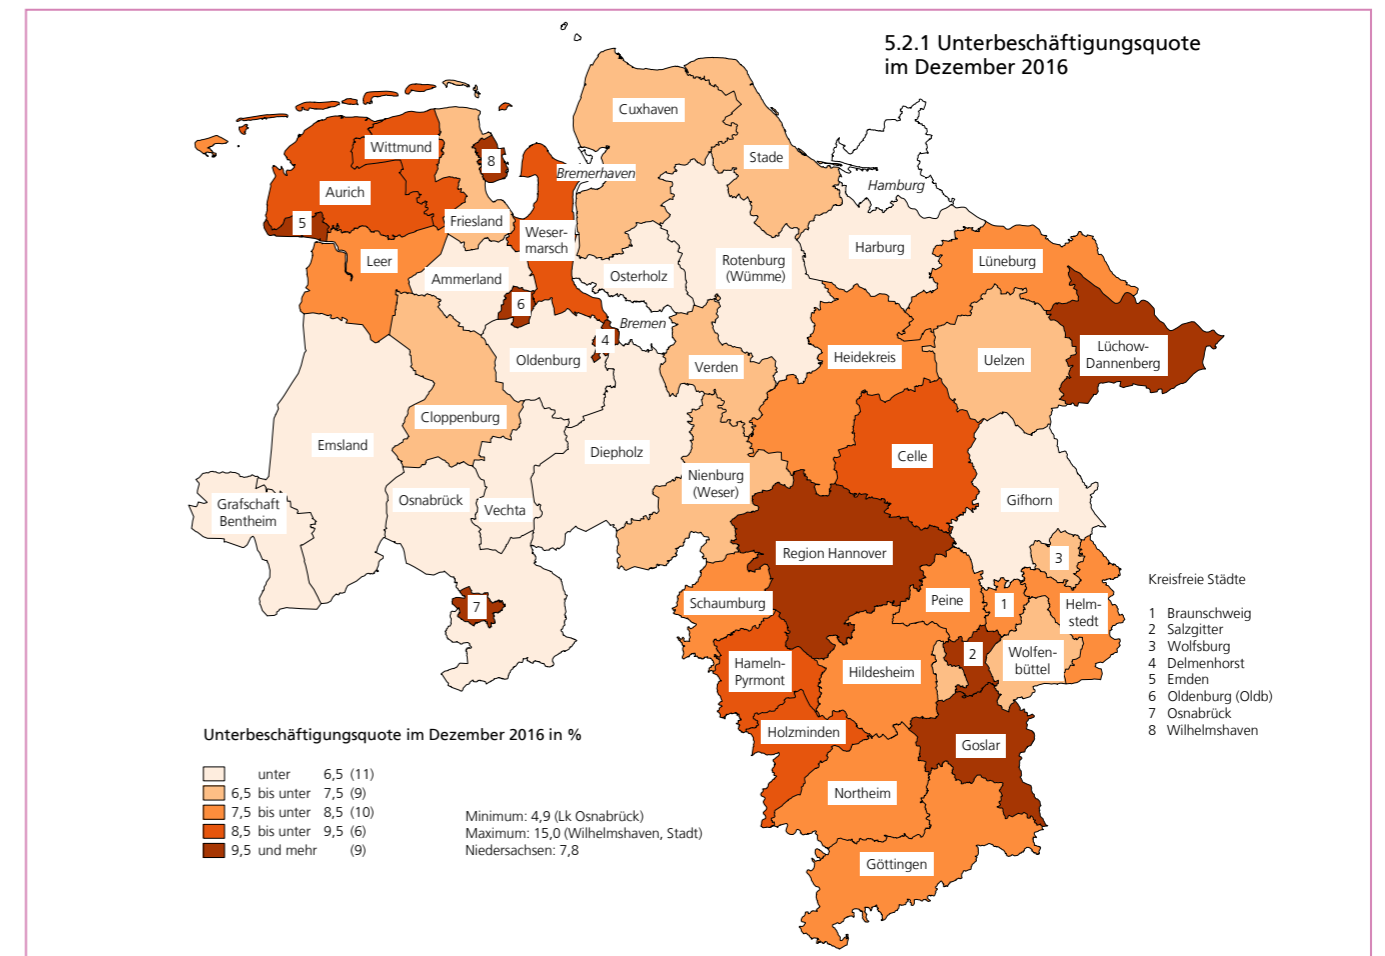 5.2.1 Unterbeschäftigungsquote
im Dezember 2016
Cuxhaven
Wittmund
8
Stade
Bremerhaven
Hamburg
Aurich
5
Friesland
Weser-
marsch
Harburg
Leer
Ammerland
Osterholz
Rotenburg
(Wümme)
Lüneburg
6
Bremen
4
Oldenburg
Verden
Heidekreis
Uelzen
Lüchow-
Dannenberg
Cloppenburg
Emsland
Diepholz
Celle
Nienburg
(Weser)
Grafschaft
Bentheim
Osnabrück
Vechta
Gifhorn
Region Hannover
3
7
Schaumburg
Peine
1
Helm-
stedt
2
Wolfen-
büttel
Hameln-
Pyrmont
Hildesheim
Holzminden
Goslar
Northeim
Göttingen
Kreisfreie Städte
1 Braunschweig
2 Salzgitter
3 Wolfsburg
4 Delmenhorst
5 Emden
6 Oldenburg (Oldb)
7 Osnabrück
8 Wilhelmshaven
Unterbeschäftigungsquote im Dezember 2016 in %
unter 6,5 (11)
6,5 bis unter 7,5 (9)
7,5 bis unter 8,5 (10)
8,5 bis unter 9,5 (6)
9,5 und mehr (9)
Minimum: 4,9 (Lk Osnabrück)
Maximum: 15,0 (Wilhelmshaven, Stadt)
Niedersachsen: 7,8